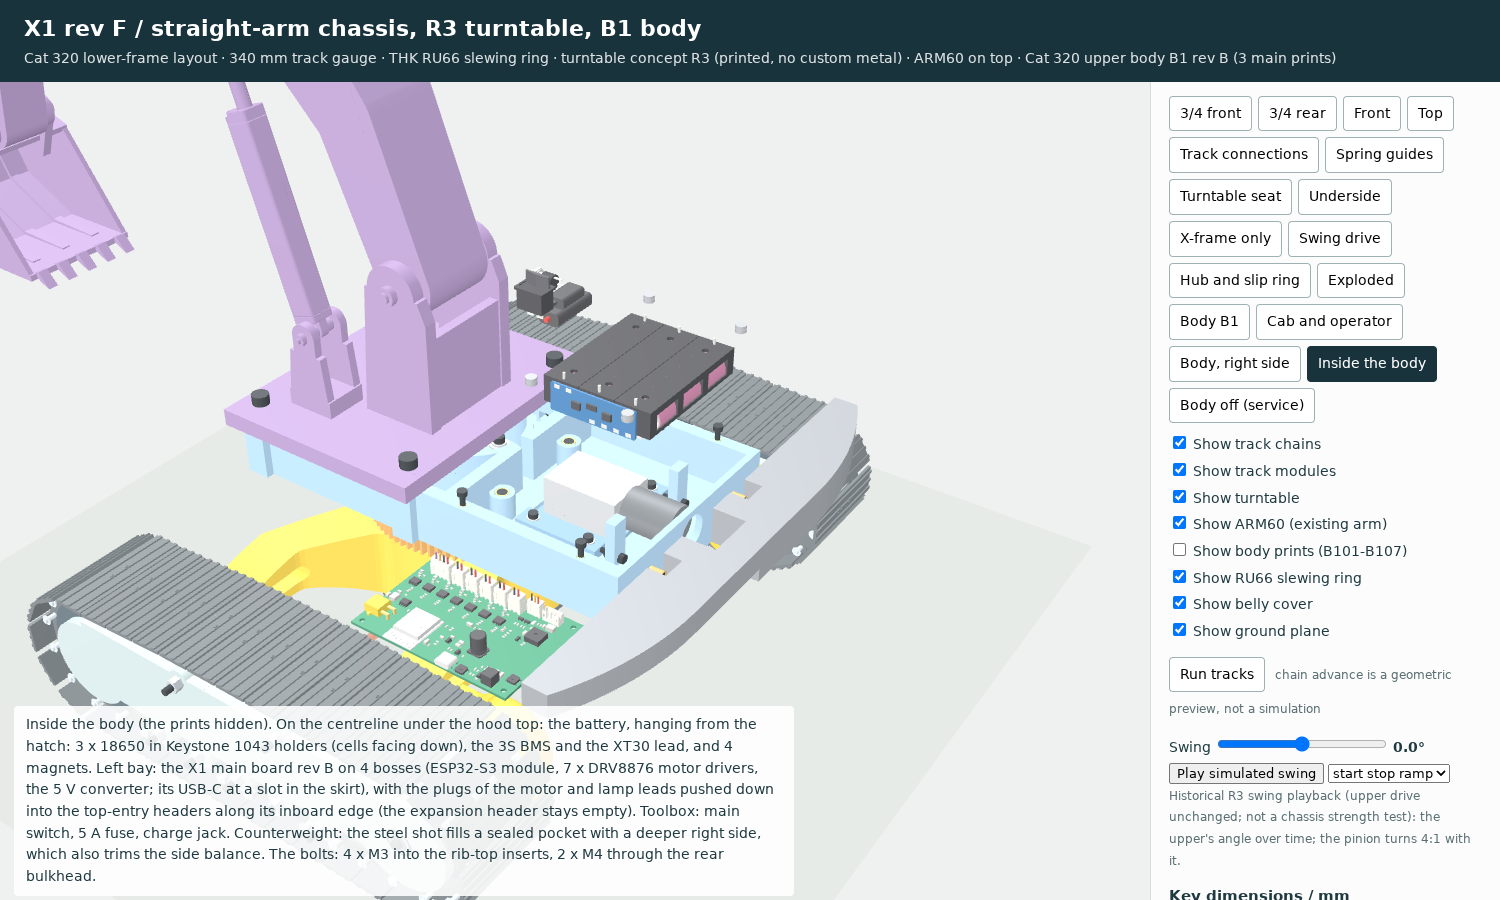 X1 rev F / straight-arm chassis, R3 turntable, B1 body
Cat 320 lower-frame layout · 340 mm track gauge · THK RU66 slewing ring · turntable concept R3 (printed, no custom metal) · ARM60 on top · Cat 320 upper body B1 rev B (3 main prints)
3/4 front
3/4 rear
Front
Top
Track connections
Spring guides
Turntable seat
Underside
X-frame only
Swing drive
Hub and slip ring
Exploded
Body B1
Cab and operator
Body, right side
Inside the body
Body off (service)
Show track chains
Show track modules
Show turntable
Show ARM60 (existing arm)
Show body prints (B101-B107)
Show RU66 slewing ring
Show belly cover
Show ground plane
Run tracks
chain advance is a geometric
preview, not a simulation
Swing
0.0°
Play simulated swing
start stop ramp
Historical R3 swing playback (upper drive
unchanged; not a chassis strength test): the
upper's angle over time; the pinion turns 4:1 with
it.
Key dimensions / mm
Inside the body (the prints hidden). On the centreline under the hood top: the battery, hanging from the
hatch: 3 x 18650 in Keystone 1043 holders (cells facing down), the 3S BMS and the XT30 lead, and 4
magnets. Left bay: the X1 main board rev B on 4 bosses (ESP32-S3 module, 7 x DRV8876 motor drivers,
the 5 V converter; its USB-C at a slot in the skirt), with the plugs of the motor and lamp leads pushed down
into the top-entry headers along its inboard edge (the expansion header stays empty). Toolbox: main
switch, 5 A fuse, charge jack. Counterweight: the steel shot fills a sealed pocket with a deeper right side,
which also trims the side balance. The bolts: 4 x M3 into the rib-top inserts, 2 x M4 through the rear
bulkhead.